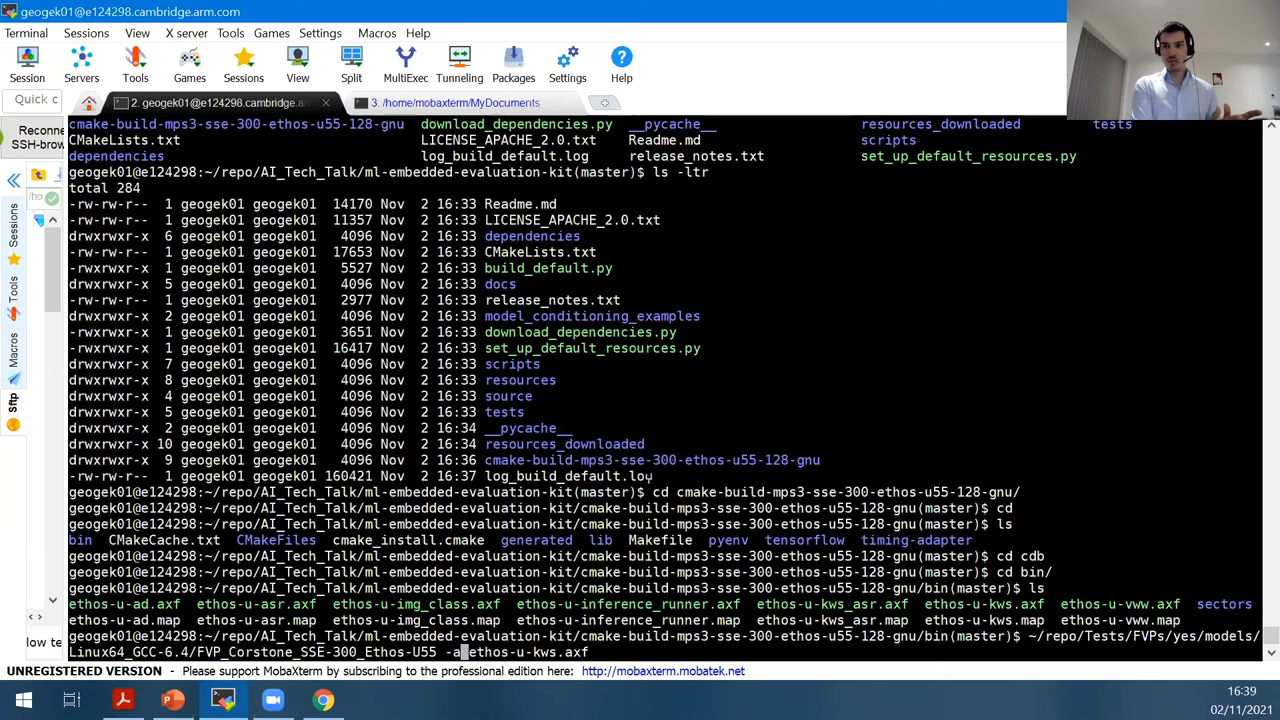 geogek01@e124298.cambridge.arm.com
Terminal Sessions View X server Tools Games Settings Macros Help
Session Servers Tools Games Sessions View Split MultiExec Tunneling Packages Settings Help
Quick c
2. geogek01@e124298.cambridge.ar
3. /home/mobaxterm/MyDocuments
Reconne
SSH-brow
/ho
Sessions
Tools
Macros
Sftp
low te
cmake-build-mps3-sse-300-ethos-u55-128-gnu download_dependencies.py __pycache__ resources_downloaded tests
CMakeLists.txt LICENSE_APACHE_2.0.txt Readme.md scripts
dependencies log_build_default.log release_notes.txt set_up_default_resources.py
geogek01@e124298:~/repo/AI_Tech_Talk/ml-embedded-evaluation-kit(master)$ ls -ltr
total 284
-rw-rw-r-- 1 geogek01 geogek01 14170 Nov 2 16:33 Readme.md
-rw-rw-r-- 1 geogek01 geogek01 11357 Nov 2 16:33 LICENSE_APACHE_2.0.txt
drwxrwxr-x 6 geogek01 geogek01 4096 Nov 2 16:33 dependencies
-rw-rw-r-- 1 geogek01 geogek01 17653 Nov 2 16:33 CMakeLists.txt
-rwxrwxr-x 1 geogek01 geogek01 5527 Nov 2 16:33 build_default.py
drwxrwxr-x 5 geogek01 geogek01 4096 Nov 2 16:33 docs
-rw-rw-r-- 1 geogek01 geogek01 2977 Nov 2 16:33 release_notes.txt
drwxrwxr-x 2 geogek01 geogek01 4096 Nov 2 16:33 model_conditioning_examples
-rwxrwxr-x 1 geogek01 geogek01 3651 Nov 2 16:33 download_dependencies.py
-rwxrwxr-x 1 geogek01 geogek01 16417 Nov 2 16:33 set_up_default_resources.py
drwxrwxr-x 7 geogek01 geogek01 4096 Nov 2 16:33 scripts
drwxrwxr-x 8 geogek01 geogek01 4096 Nov 2 16:33 resources
drwxrwxr-x 4 geogek01 geogek01 4096 Nov 2 16:33 source
drwxrwxr-x 5 geogek01 geogek01 4096 Nov 2 16:33 tests
drwxrwxr-x 2 geogek01 geogek01 4096 Nov 2 16:34 __pycache__
drwxrwxr-x 10 geogek01 geogek01 4096 Nov 2 16:34 resources_downloaded
drwxrwxr-x 9 geogek01 geogek01 4096 Nov 2 16:36 cmake-build-mps3-sse-300-ethos-u55-128-gnu
-rw-rw-r-- 1 geogek01 geogek01 160421 Nov 2 16:37 log_build_default.log
geogek01@e124298:~/repo/AI_Tech_Talk/ml-embedded-evaluation-kit(master)$ cd cmake-build-mps3-sse-300-ethos-u55-128-gnu/
geogek01@e124298:~/repo/AI_Tech_Talk/ml-embedded-evaluation-kit/cmake-build-mps3-sse-300-ethos-u55-128-gnu(master)$ cd
geogek01@e124298:~/repo/AI_Tech_Talk/ml-embedded-evaluation-kit/cmake-build-mps3-sse-300-ethos-u55-128-gnu(master)$ ls
bin CMakeCache.txt CMakeFiles cmake_install.cmake generated lib Makefile pyenv tensorflow timing-adapter
geogek01@e124298:~/repo/AI_Tech_Talk/ml-embedded-evaluation-kit/cmake-build-mps3-sse-300-ethos-u55-128-gnu(master)$ cd cdb
geogek01@e124298:~/repo/AI_Tech_Talk/ml-embedded-evaluation-kit/cmake-build-mps3-sse-300-ethos-u55-128-gnu(master)$ cd bin/
geogek01@e124298:~/repo/AI_Tech_Talk/ml-embedded-evaluation-kit/cmake-build-mps3-sse-300-ethos-u55-128-gnu/bin(master)$ ls
ethos-u-ad.axf ethos-u-asr.axf ethos-u-img_class.axf ethos-u-inference_runner.axf ethos-u-kws_asr.axf ethos-u-kws.axf ethos-u-vww.axf sectors
ethos-u-ad.map ethos-u-asr.map ethos-u-img_class.map ethos-u-inference_runner.map ethos-u-kws_asr.map ethos-u-kws.map ethos-u-vww.map
geogek01@e124298:~/repo/AI_Tech_Talk/ml-embedded-evaluation-kit/cmake-build-mps3-sse-300-ethos-u55-128-gnu/bin(master)$ ~/repo/Tests/FVPs/yes/models/
Linux64_GCC-6.4/FVP_Corstone_SSE-300_Ethos-U55 -a ethos-u-kws.axf
UNREGISTERED VERSION - Please support MobaXterm by subscribing to the professional edition here: http://mobaxterm.mobatek.net
16:39
02/11/2021